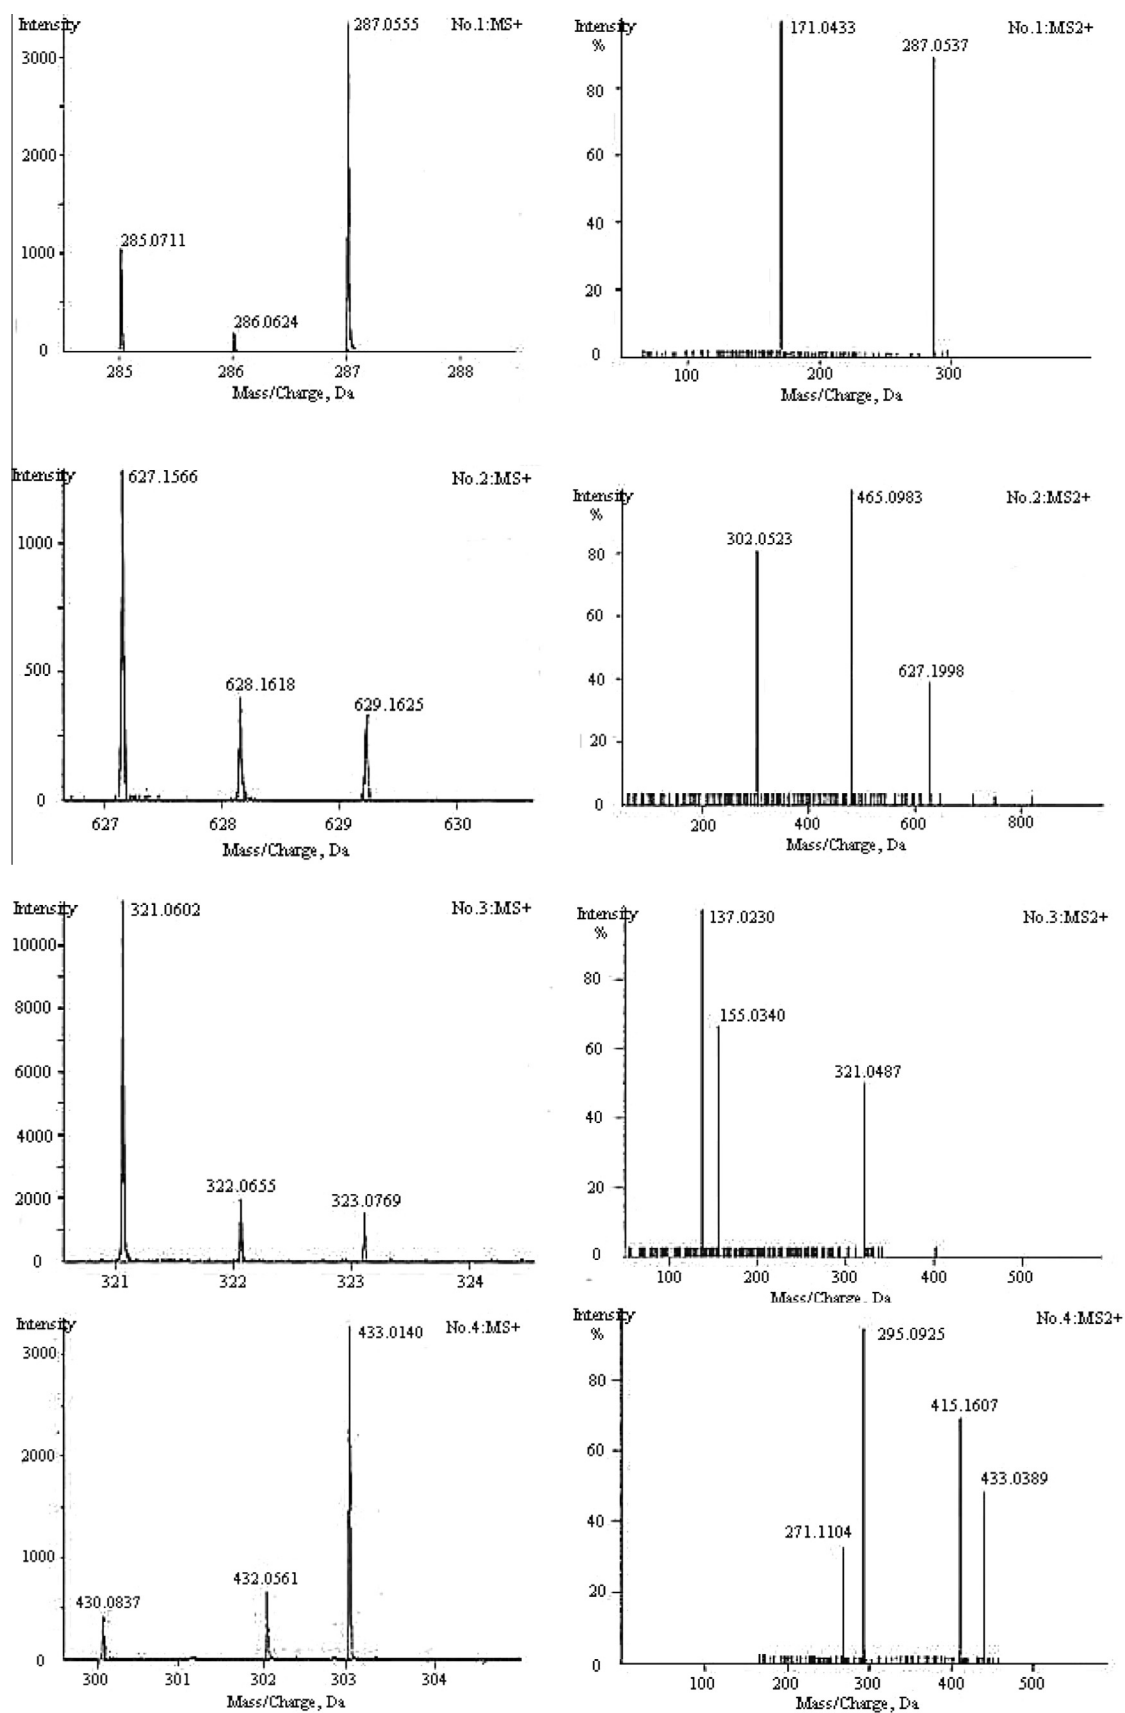 Intensity
No.1:MS+
287.0555
3000
2000
285.0711
1000
286.0624
0
285 286 287 288
Mass/Charge, Da
Intensity
%
No.1:MS2+
171.0433
287.0537
80
60
40
20
0
100 200 300
Mass/Charge, Da
Intensity
No.2:MS+
627.1566
1000
500
628.1618
629.1625
0
627 628 629 630
Mass/Charge, Da
Intensity
%
No.2:MS2+
465.0983
302.0523
80
60
627.1998
40
20
0
200 400 600 800
Mass/Charge, Da
Intensity
No.3:MS+
321.0602
10000
8000
6000
4000
322.0655
2000
323.0769
0
321 322 323 324
Mass/Charge, Da
Intensity
%
No.3:MS2+
137.0230
80
155.0340
60
321.0487
40
20
0
100 200 300 400 500
Mass/Charge, Da
Intensity
No.4:MS+
433.0140
3000
2000
1000
432.0561
430.0837
0
300 301 302 303 304
Mass/Charge, Da
Intensity
%
No.4:MS2+
295.0925
80
415.1607
60
433.0389
40
271.1104
20
0
100 200 300 400 500
Mass/Charge, Da